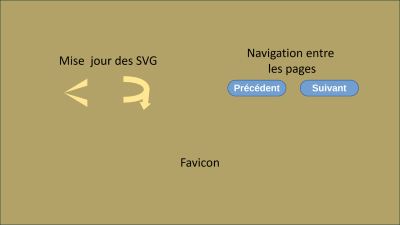 Mise  jour des SVG
Navigation entre
les pages
Précédent
Suivant
Favicon